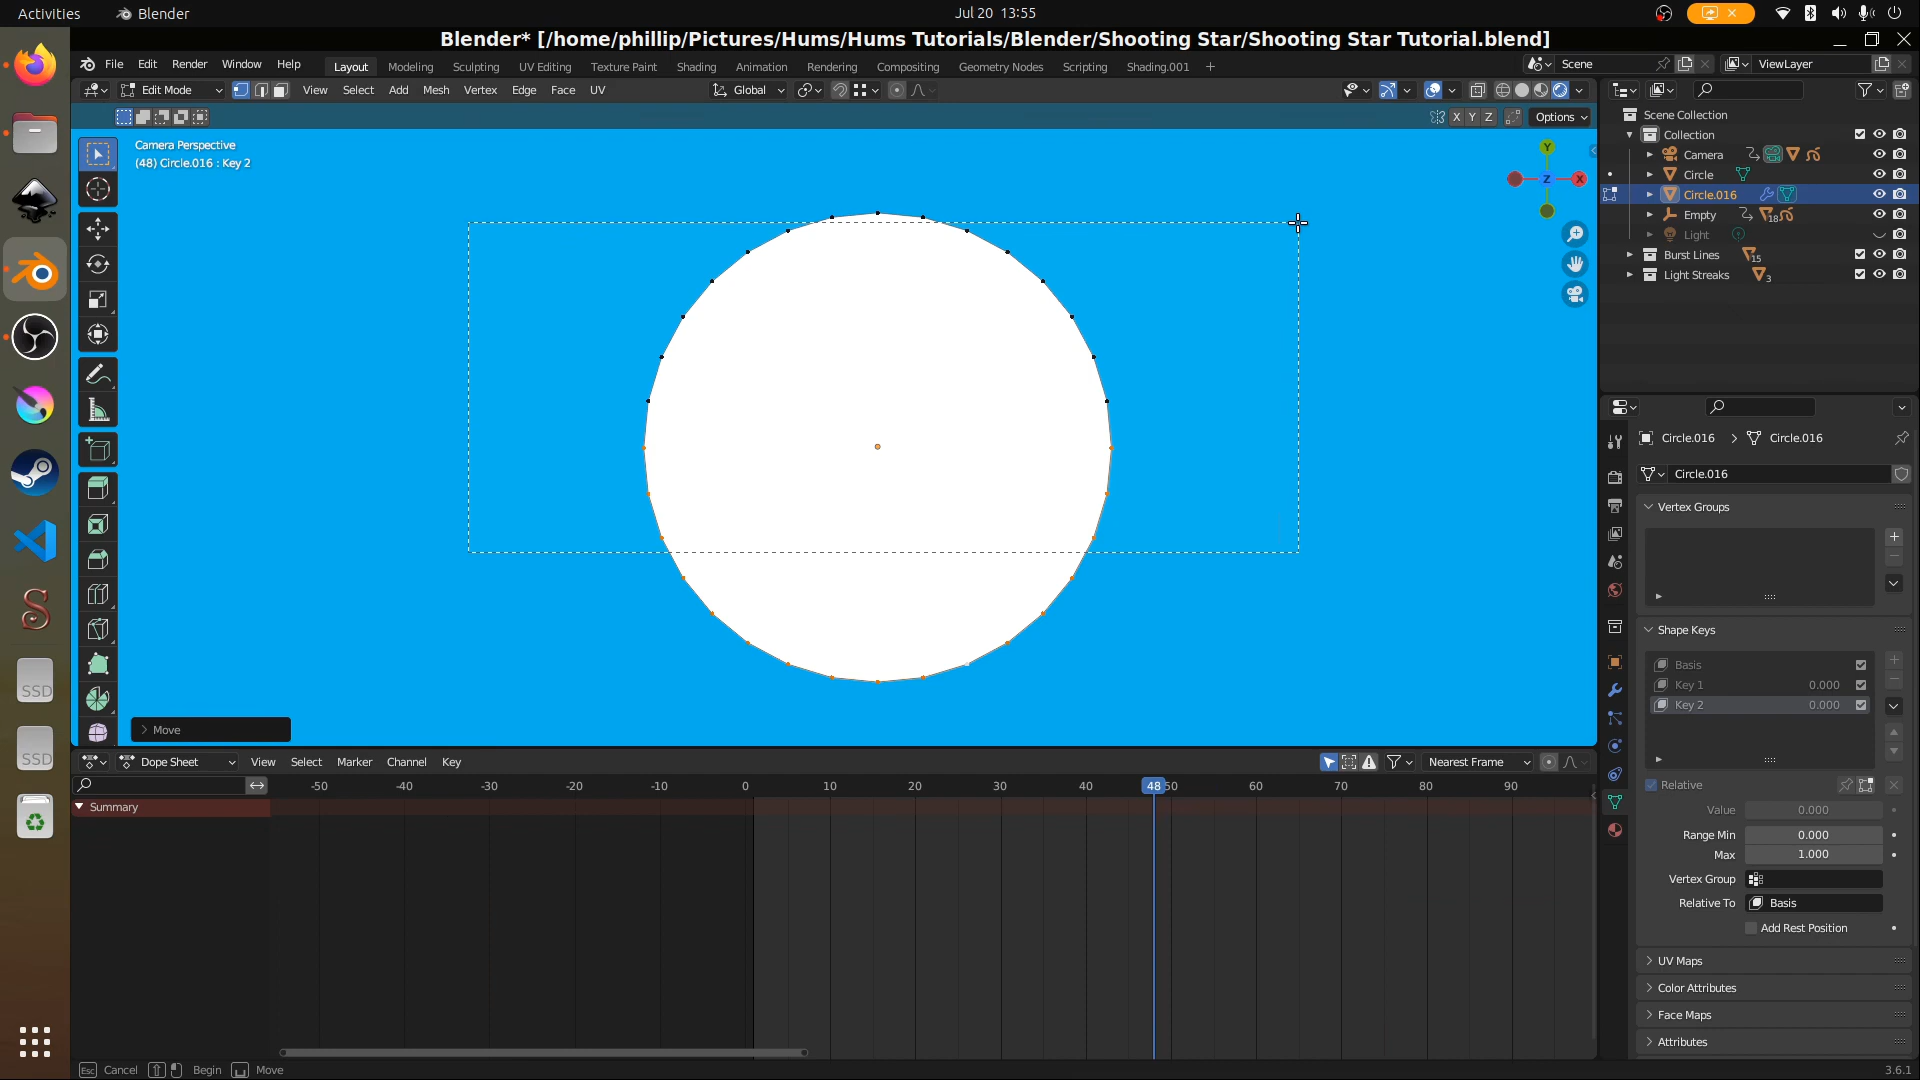 Activities Blender Jul 20 13:55
Blender* [/home/phillip/Pictures/Hums/Hums Tutorials/Blender/Shooting Star/Shooting Star Tutorial.blend]
File Edit Render Window Help Layout Modeling Sculpting UV Editing Texture Paint Shading Animation Rendering Compositing Geometry Nodes Scripting Shading.001 + Scene ViewLayer
Edit Mode View Select Add Mesh Vertex Edge Face UV Global
X Y Z Options
Camera Perspective
(48) Circle.016 : Key 2
Y
Z X
Move
Scene Collection
Collection
Camera
Circle
Circle.016
Empty 18
Light
Burst Lines 15
Light Streaks 3
Circle.016 > Circle.016
Circle.016
Vertex Groups
Shape Keys
Basis
Key 1 0.000
Key 2 0.000
Relative
Value 0.000
Range Min 0.000
Max 1.000
Vertex Group
Relative To Basis
Add Rest Position
UV Maps
Color Attributes
Face Maps
Attributes
SSD
SSD
Dope Sheet View Select Marker Channel Key Nearest Frame
-50 -40 -30 -20 -10 0 10 20 30 40 48 50 60 70 80 90
Summary
Esc Cancel Begin Move 3.6.1